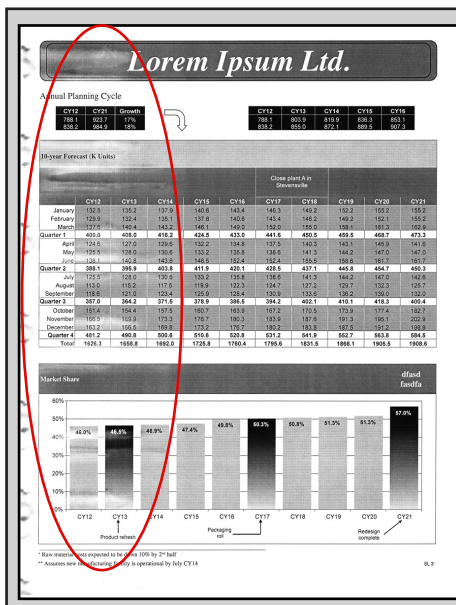 Lorem Ipsum Ltd.
Annual Planning Cycle
CY12 CY21 Growth
788.1 923.7 17%
838.2 984.9 18%
CY12 CY13 CY14 CY15 CY16
788.1 803.9 819.9 836.3 853.1
838.2 855.0 872.1 889.5 907.3
10-year Forecast (K Units)
Close plant A in
Stevensville
CY12 CY13 CY14 CY15 CY16 CY17 CY18 CY19 CY20 CY21
January 132.5 135.2 137.9 140.6 143.4 146.3 149.2 152.2 155.2 155.2
February 129.9 132.4 135.1 137.8 140.6 143.4 146.2 149.2 152.1 155.1
March 137.6 140.4 143.2 146.1 149.0 152.0 155.0 158.1 161.3 162.9
Quarter 1 400.0 408.0 416.2 424.5 433.0 441.6 450.5 459.5 468.7 473.3
April 124.6 127.0 129.6 132.2 134.8 137.5 140.3 143.1 145.9 141.6
May 125.5 128.0 130.6 133.2 135.8 138.6 141.3 144.2 147.0 147.0
June 138.1 140.8 143.6 146.5 152.4 152.4 155.5 158.6 161.7 161.7
Quarter 2 388.1 395.9 403.8 411.9 420.1 428.5 437.1 445.8 454.7 450.3
July 125.5 128.0 130.6 133.2 135.8 138.6 141.3 144.2 147.0 142.6
August 113.0 115.2 117.5 119.9 122.3 124.7 127.2 129.7 132.3 125.7
September 118.6 121.0 123.4 125.9 128.4 130.9 133.6 136.2 139.0 132.0
Quarter 3 357.0 364.2 371.5 378.9 386.5 394.2 402.1 410.1 418.3 400.4
October 151.4 154.4 157.5 160.7 163.9 167.2 170.5 173.9 177.4 182.7
November 166.5 169.9 173.3 176.7 180.3 183.9 187.6 191.3 195.1 202.9
December 163.2 166.5 169.8 173.2 176.7 180.2 183.8 187.5 191.2 198.9
Quarter 4 481.2 490.8 500.6 510.6 520.8 531.2 541.9 552.7 563.8 584.5
Total 1626.3 1658.8 1692.0 1725.8 1760.4 1795.6 1831.5 1868.1 1905.5 1908.6
Market Share
dfasd
fasdfa
60%
50%
40%
30%
20%
10%
0%
46.0% 46.5% 46.9% 47.4% 49.8% 50.3% 50.8% 51.3% 51.3% 57.0%
CY12 CY13 CY14 CY15 CY16 CY17 CY18 CY19 CY20 CY21
Product refresh
Packaging
roll
Redesign
complete
* Raw material costs expected to be down 10% by 2nd half
** Assumes new manufacturing facility is operational by July CY14
SL 3